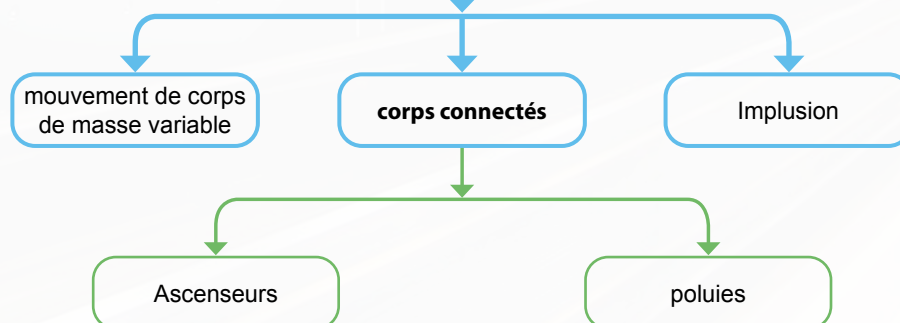 mouvement de corps
de masse variable
corps connectés
Implusion
Ascenseurs
poluies